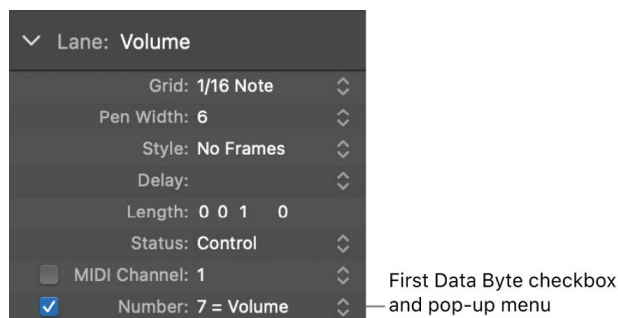 Lane: Volume
Grid: 1/16 Note
Pen Width: 6
Style: No Frames
Delay:
Length: 0 0 1 0
Status: Control
MIDI Channel: 1
Number: 7 = Volume
First Data Byte checkbox
and pop-up menu